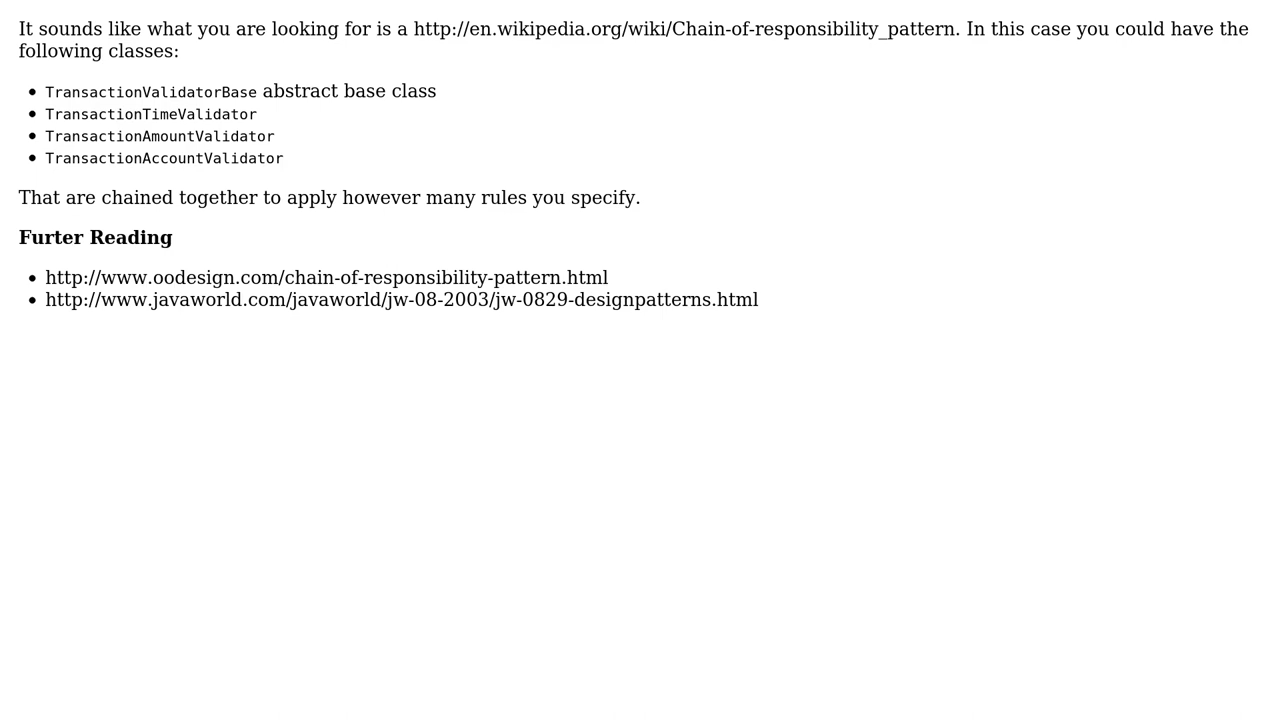 It sounds like what you are looking for is a http://en.wikipedia.org/wiki/Chain-of-responsibility_pattern. In this case you could have the
following classes:
• TransactionValidatorBase abstract base class
• TransactionTimeValidator
• TransactionAmountValidator
• TransactionAccountValidator
That are chained together to apply however many rules you specify.
Furter Reading
• http://www.oodesign.com/chain-of-responsibility-pattern.html
• http://www.javaworld.com/javaworld/jw-08-2003/jw-0829-designpatterns.html